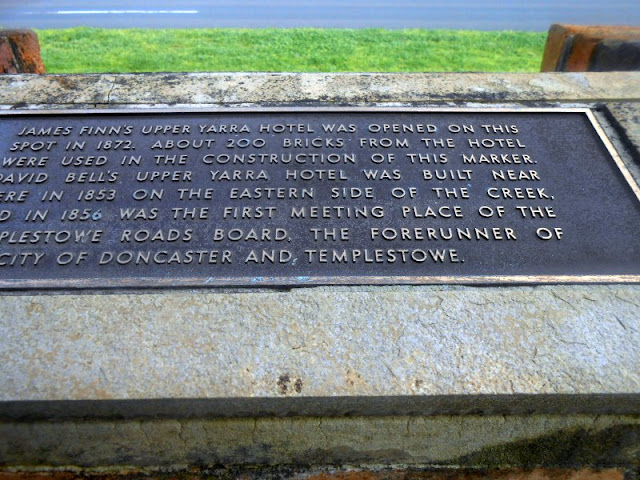 JAMES FINN'S UPPER YARRA HOTEL WAS OPENED ON THIS
SPOT IN 1872. ABOUT 200 BRICKS FROM THE HOTEL
WERE USED IN THE CONSTRUCTION OF THIS MARKER.
DAVID BELL'S UPPER YARRA HOTEL WAS BUILT NEAR
ERE IN 1853 ON THE EASTERN SIDE OF THE CREEK,
D IN 1856 WAS THE FIRST MEETING PLACE OF THE
PLESTOWE ROADS BOARD, THE FORERUNNER OF
CITY OF DONCASTER AND TEMPLESTOWE.